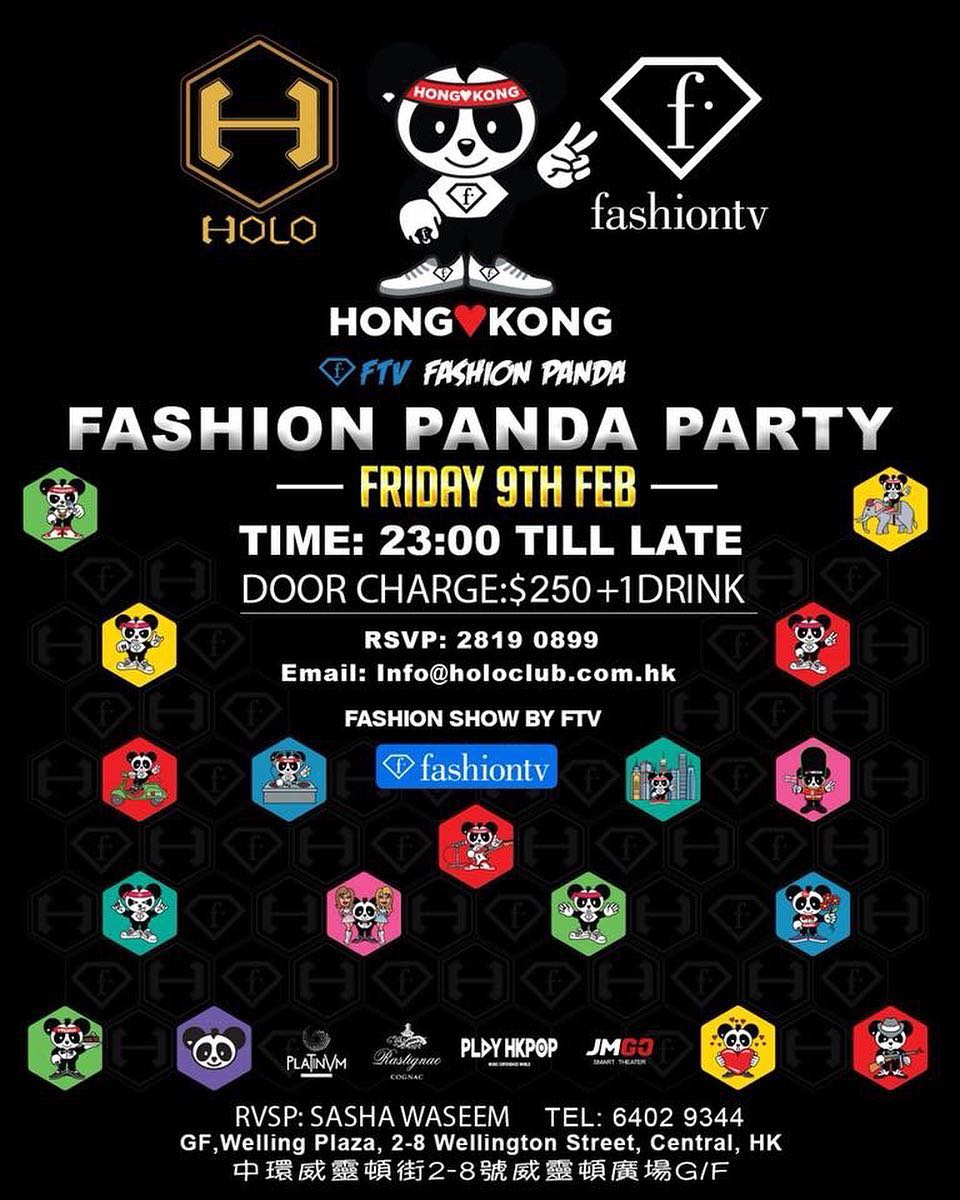 HONG♥KONG
f.
HOLO
fashiontv
HONG♥KONG
FTV FASHION PANDA
FASHION PANDA PARTY
FRIDAY 9TH FEB
TIME: 23:00 TILL LATE
DOOR CHARGE:$250+1DRINK
RSVP: 2819 0899
Email: Info@holoclub.com.hk
FASHION SHOW BY FTV
fashiontv
PLATINVM
Rastignac
COGNAC
PLAY HKPOP
JMGO
SMART THEATER
RVSP: SASHA WASEEM TEL: 6402 9344
GF,Welling Plaza, 2-8 Wellington Street, Central, HK
中環威靈頓街2-8號威靈頓廣場G/F